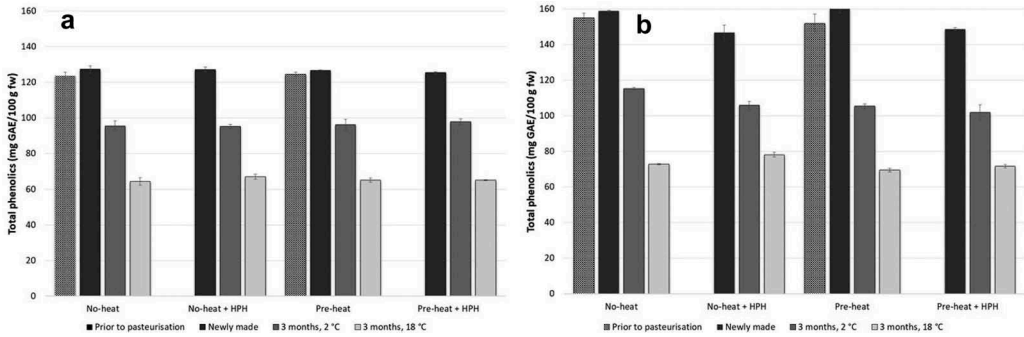 a
Total phenolics (mg GAE/100 g fw)
160
140
120
100
80
60
40
20
0
No-heat No-heat + HPH Pre-heat Pre-heat + HPH
Prior to pasteurisation Newly made 3 months, 2 °C 3 months, 18 °C
b
Total phenolics (mg GAE/100 g fw)
160
140
120
100
80
60
40
20
0
No-heat No-heat + HPH Pre-heat Pre-heat + HPH
Prior to pasteurisation Newly made 3 months, 2 °C 3 months, 18 °C